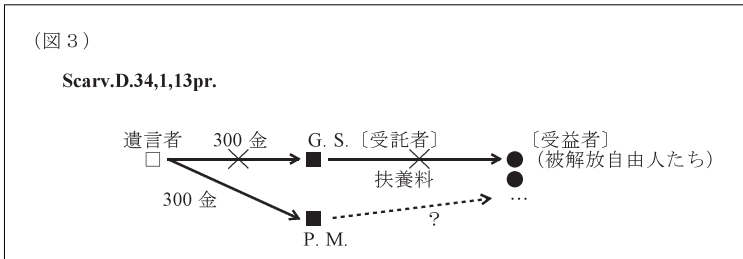 （図３）
Scarv.D.34,1,13pr.
遺言者 300 金 G. S.〔受託者〕 〔受益者〕
（被解放自由人たち）
扶養料
300 金
…
？
P. M.